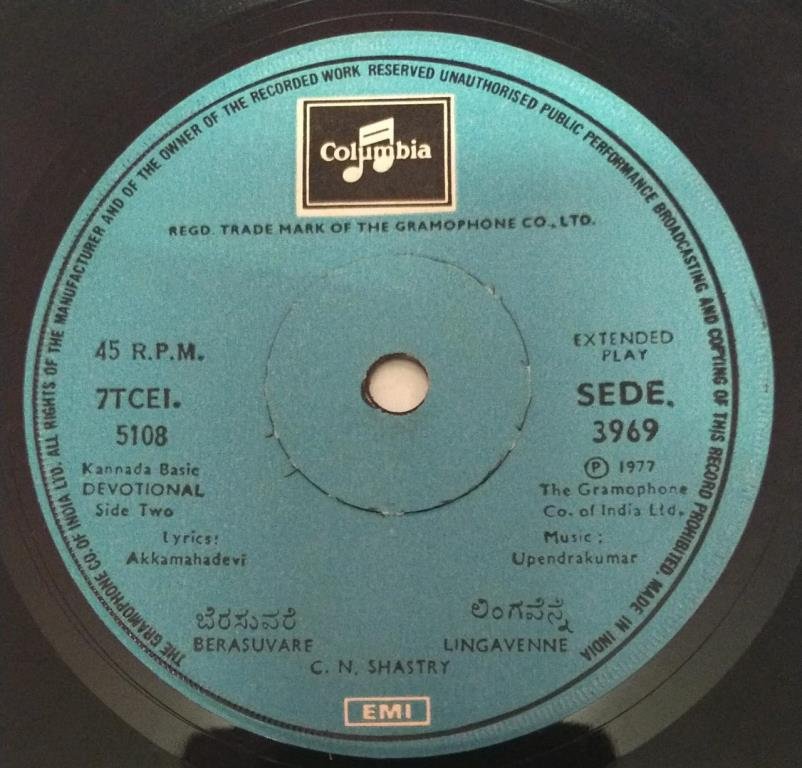 THE GRAMOPHONE CO. OF INDIA LTD. ALL RIGHTS OF THE MANUFACTURER AND OF THE OWNER OF THE RECORDED WORK RESERVED UNAUTHORISED PUBLIC PERFORMANCE BROADCASTING AND COPYING OF THIS RECORD PROHIBITED. MADE IN INDIA
Columbia
REGD. TRADE MARK OF THE GRAMOPHONE CO., LTD.
45 R.P.M.
7TCEI.
5108
Kannada Basic
DEVOTIONAL
Side Two
Lyrics:
Akkamahadevi
EXTENDED
PLAY
SEDE.
3969
Ⓟ 1977
The Gramophone
Co. of India Ltd.
Music:
Upendrakumar
ಬೆರಸುವರೆ
BERASUVARE
ಲಿಂಗವೆನ್ನೆ
LINGAVENNE
C. N. SHASTRY
EMI